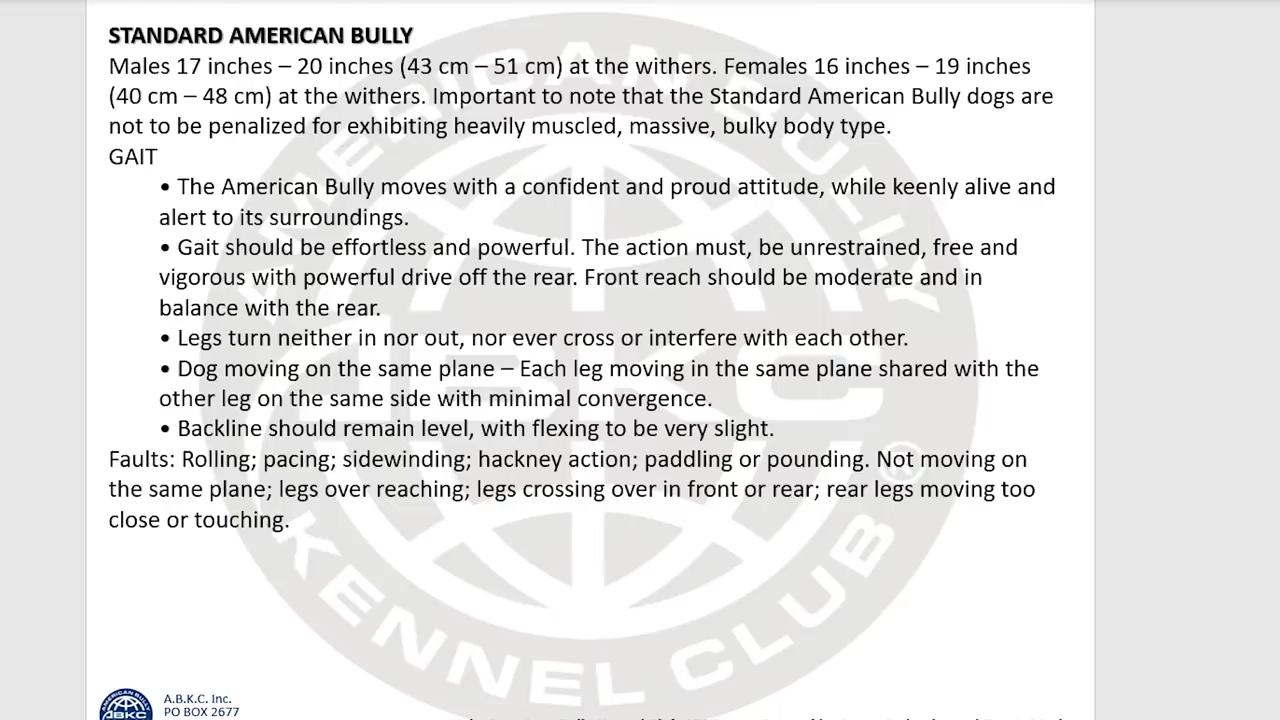 STANDARD AMERICAN BULLY
Males 17 inches – 20 inches (43 cm – 51 cm) at the withers. Females 16 inches – 19 inches
(40 cm – 48 cm) at the withers. Important to note that the Standard American Bully dogs are
not to be penalized for exhibiting heavily muscled, massive, bulky body type.
GAIT
• The American Bully moves with a confident and proud attitude, while keenly alive and
alert to its surroundings.
• Gait should be effortless and powerful. The action must, be unrestrained, free and
vigorous with powerful drive off the rear. Front reach should be moderate and in
balance with the rear.
• Legs turn neither in nor out, nor ever cross or interfere with each other.
• Dog moving on the same plane – Each leg moving in the same plane shared with the
other leg on the same side with minimal convergence.
• Backline should remain level, with flexing to be very slight.
Faults: Rolling; pacing; sidewinding; hackney action; paddling or pounding. Not moving on
the same plane; legs over reaching; legs crossing over in front or rear; rear legs moving too
close or touching.
AMERICAN BULLY
ABKC ®
KENNEL CLUB
AMERICAN BULLY
ABKC
A.B.K.C. Inc.
PO BOX 2677